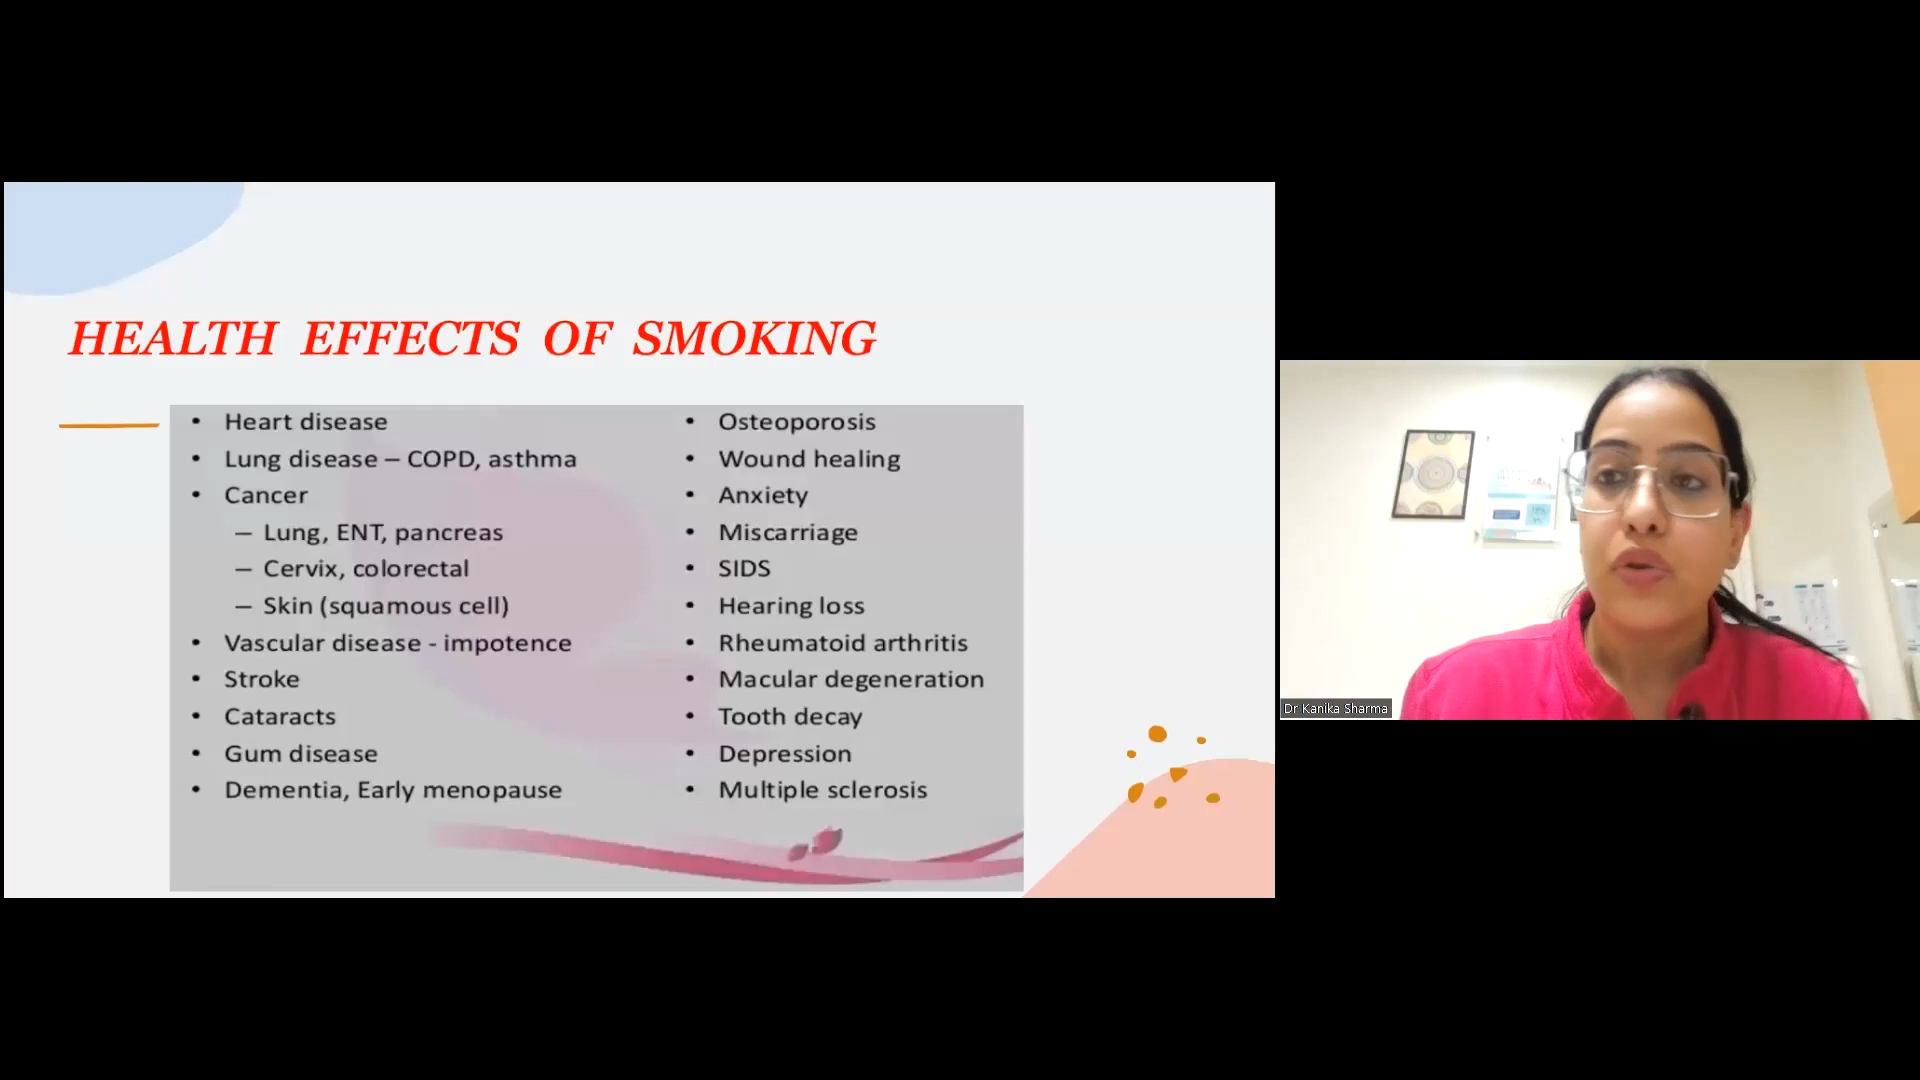 HEALTH EFFECTS OF SMOKING
• Heart disease
• Lung disease – COPD, asthma
• Cancer
– Lung, ENT, pancreas
– Cervix, colorectal
– Skin (squamous cell)
• Vascular disease - impotence
• Stroke
• Cataracts
• Gum disease
• Dementia, Early menopause
• Osteoporosis
• Wound healing
• Anxiety
• Miscarriage
• SIDS
• Hearing loss
• Rheumatoid arthritis
• Macular degeneration
• Tooth decay
• Depression
• Multiple sclerosis
Dr Kanika Sharma